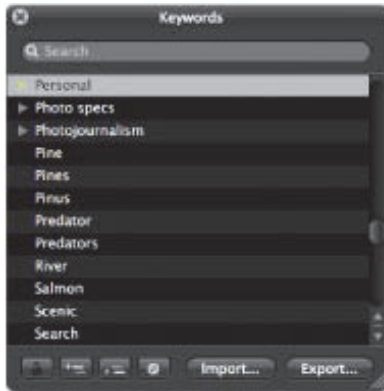 Keywords
Search
Personal
Photo specs
Photojournalism
Pine
Pines
Pinus
Predator
Predators
River
Salmon
Scenic
Search
Import...
Export...